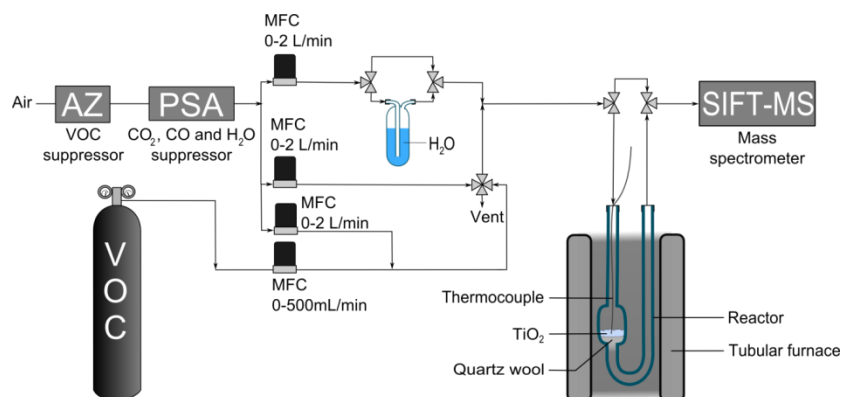 MFC
0-2 L/min
Air
AZ
PSA
SIFT-MS
VOC
suppressor
CO₂, CO and H₂O
suppressor
MFC
0-2 L/min
H₂O
Mass
spectrometer
MFC
0-2 L/min
Vent
VOC
MFC
0-500mL/min
Thermocouple
TiO₂
Quartz wool
Reactor
Tubular furnace